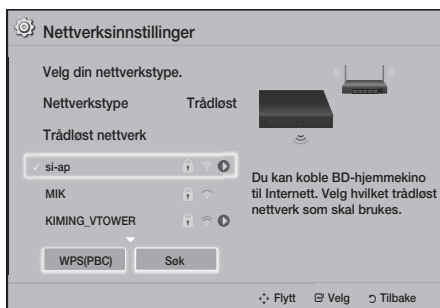 Nettverksinnstillinger
Velg din nettverkstype.
Nettverkstype Trådløst
Trådløst nettverk
si-ap
MIK
KIMING_VTOWER
WPS(PBC) Søk
Du kan koble BD-hjemmekino
til Internett. Velg hvilket trådløst
nettverk som skal brukes.
Flytt Velg Tilbake